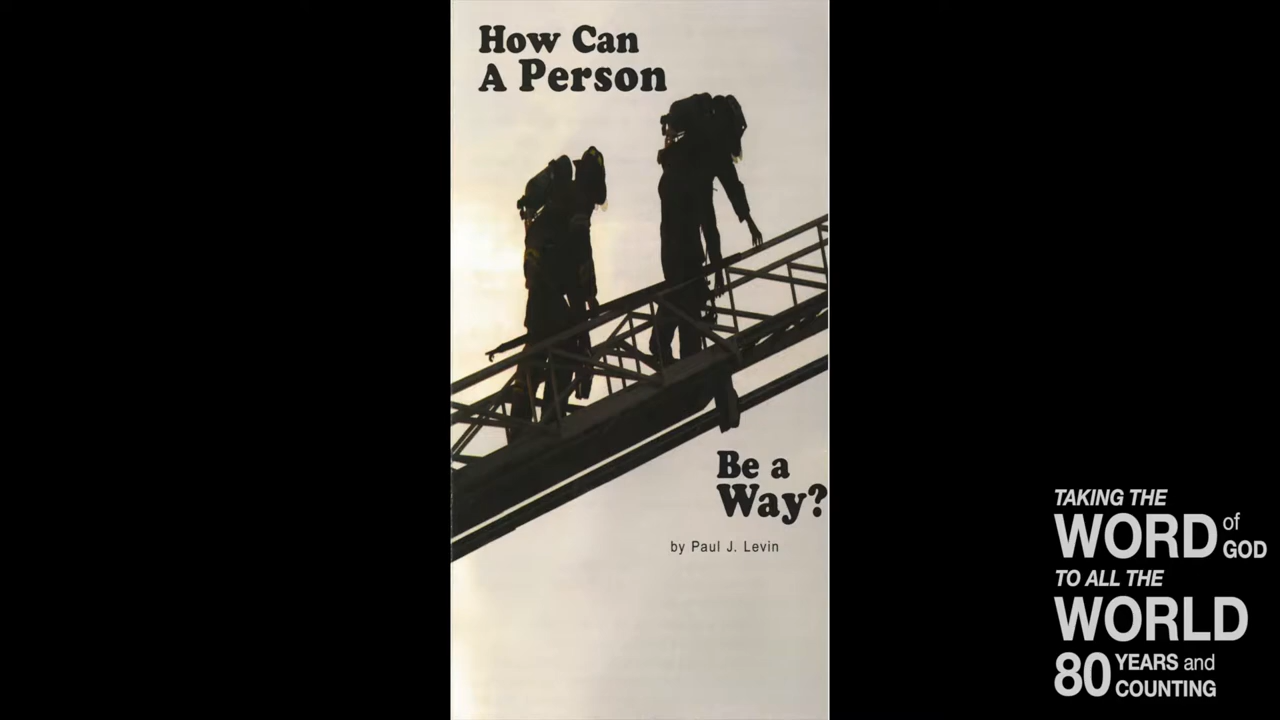 How Can
A Person
Be a
Way?
by Paul J. Levin
TAKING THE
WORD of
GOD
TO ALL THE
WORLD
80 YEARS and
COUNTING